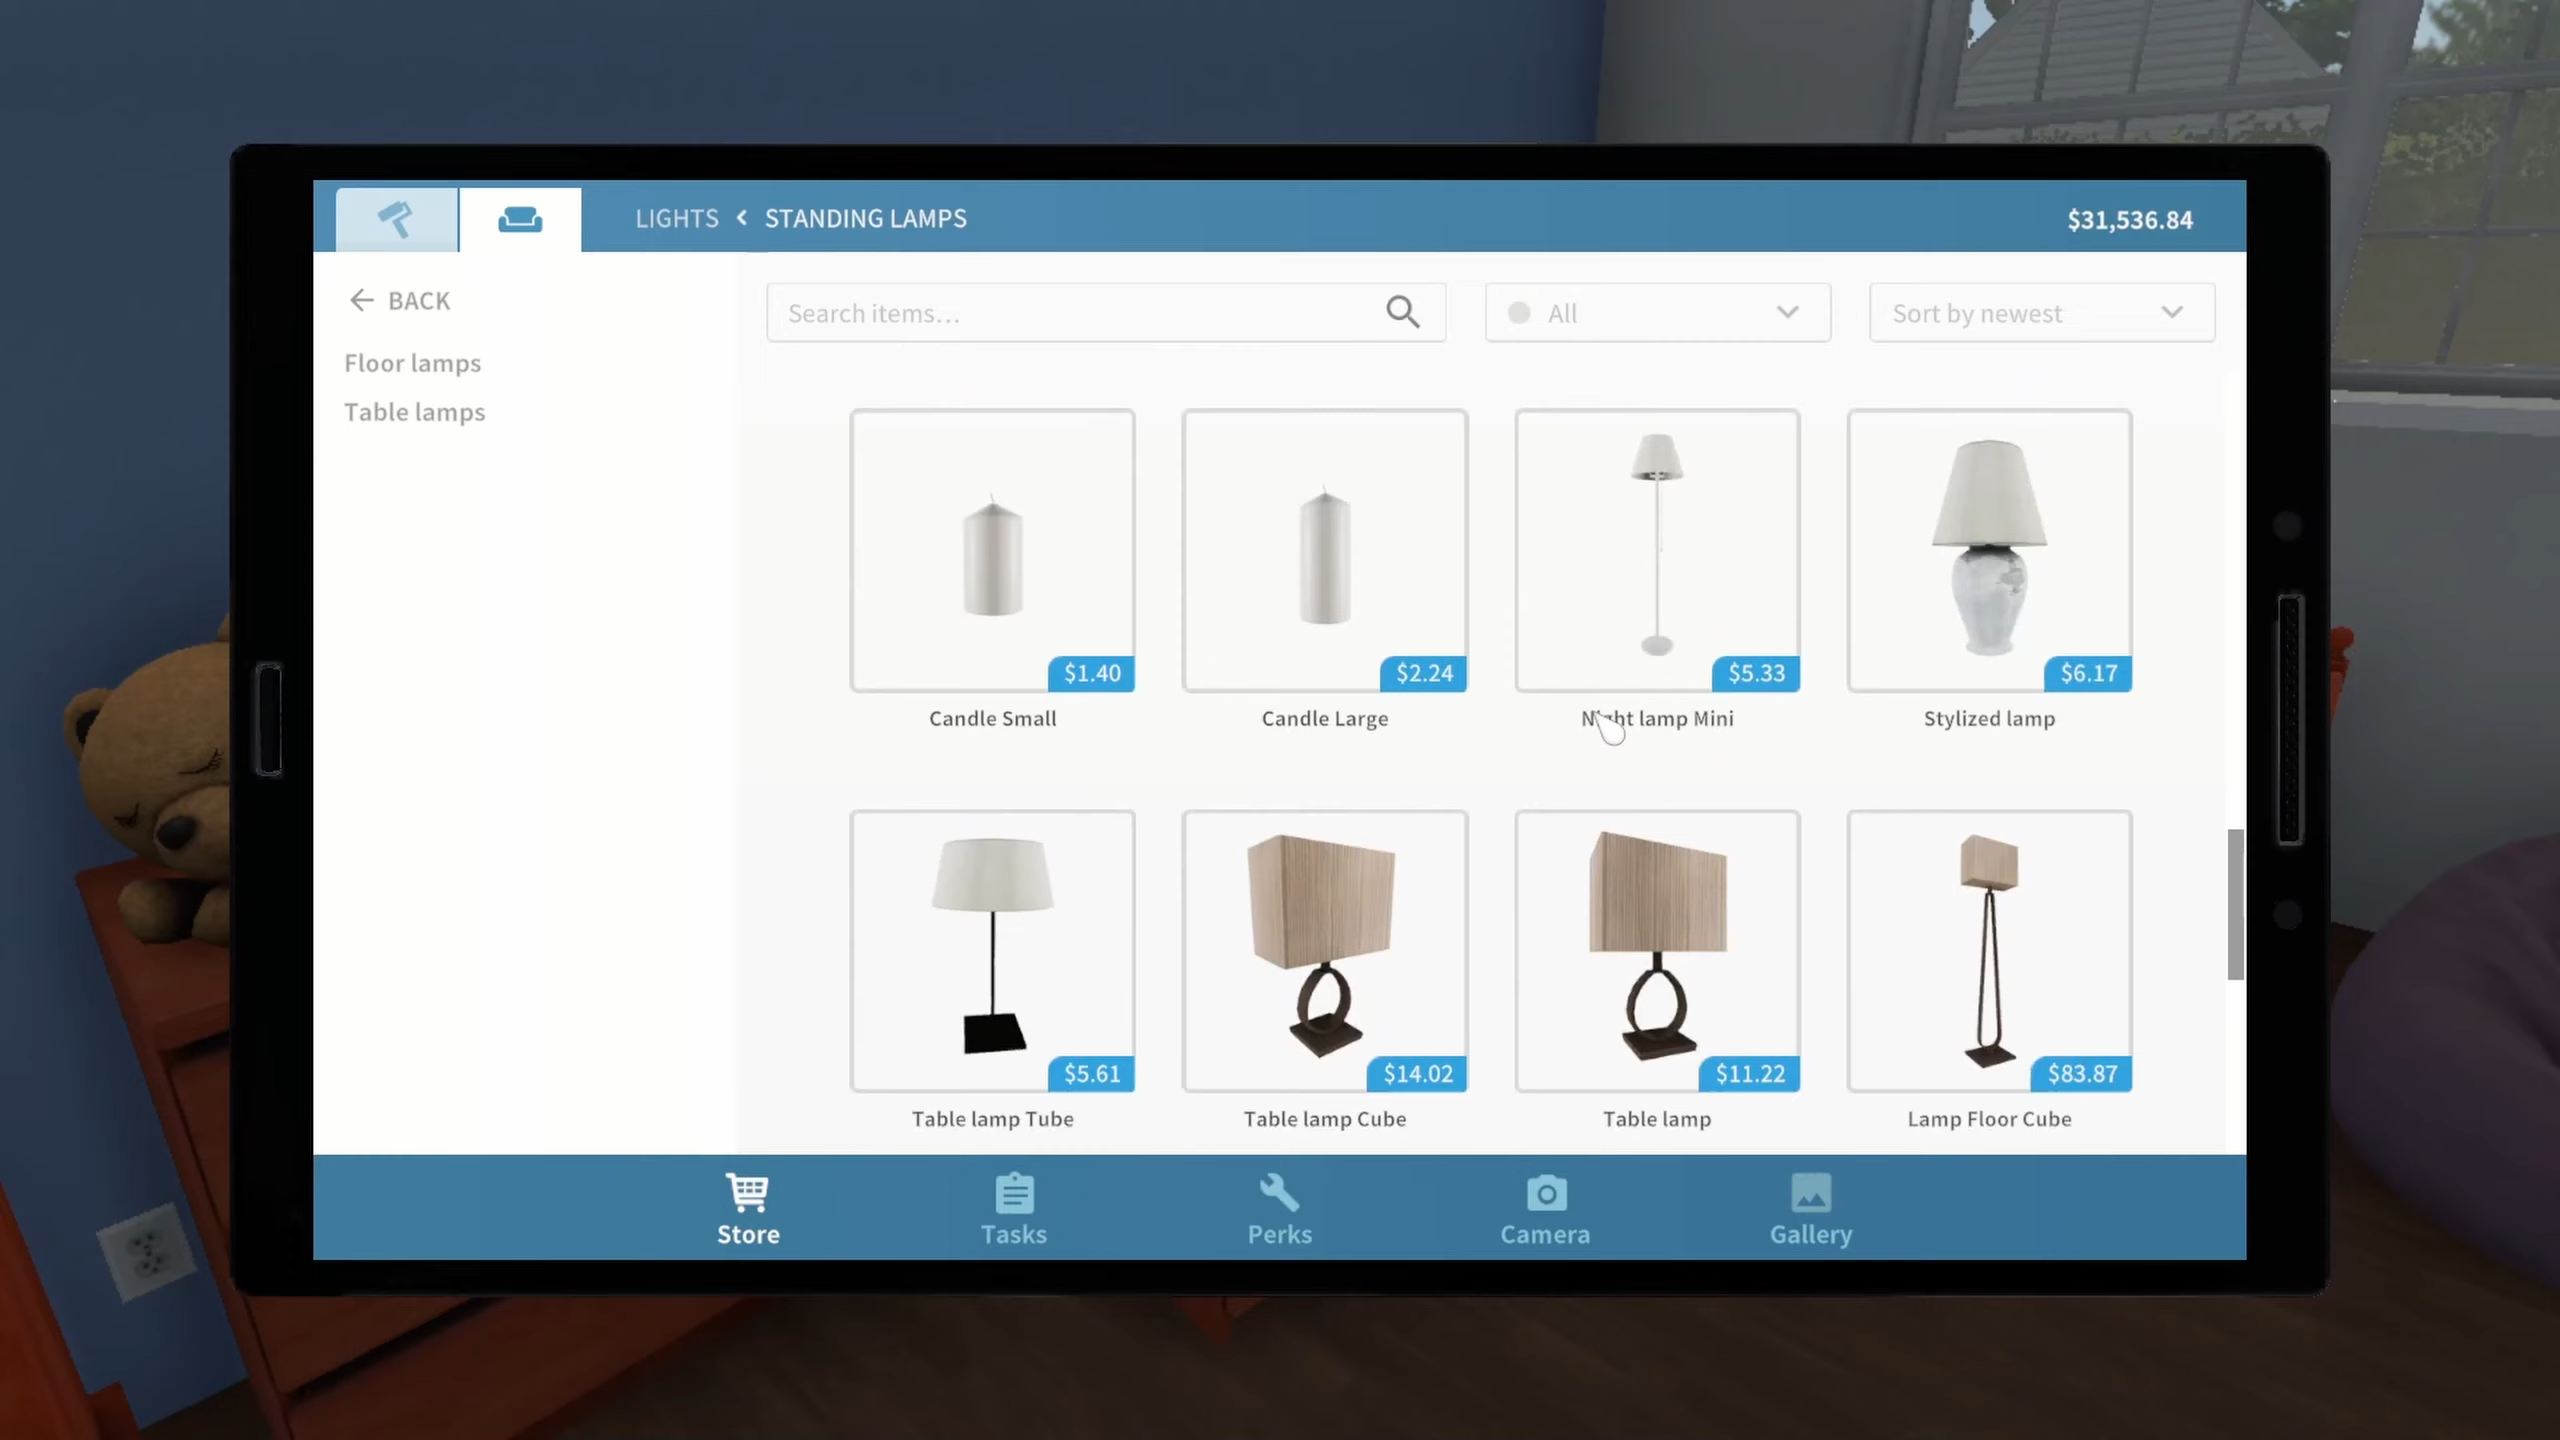 LIGHTS < STANDING LAMPS
$31,536.84
BACK
Floor lamps
Table lamps
Search items...
All
Sort by newest
$1.40
$2.24
$5.33
$6.17
Candle Small
Candle Large
Night lamp Mini
Stylized lamp
$5.61
$14.02
$11.22
$83.87
Table lamp Tube
Table lamp Cube
Table lamp
Lamp Floor Cube
Store
Tasks
Perks
Camera
Gallery